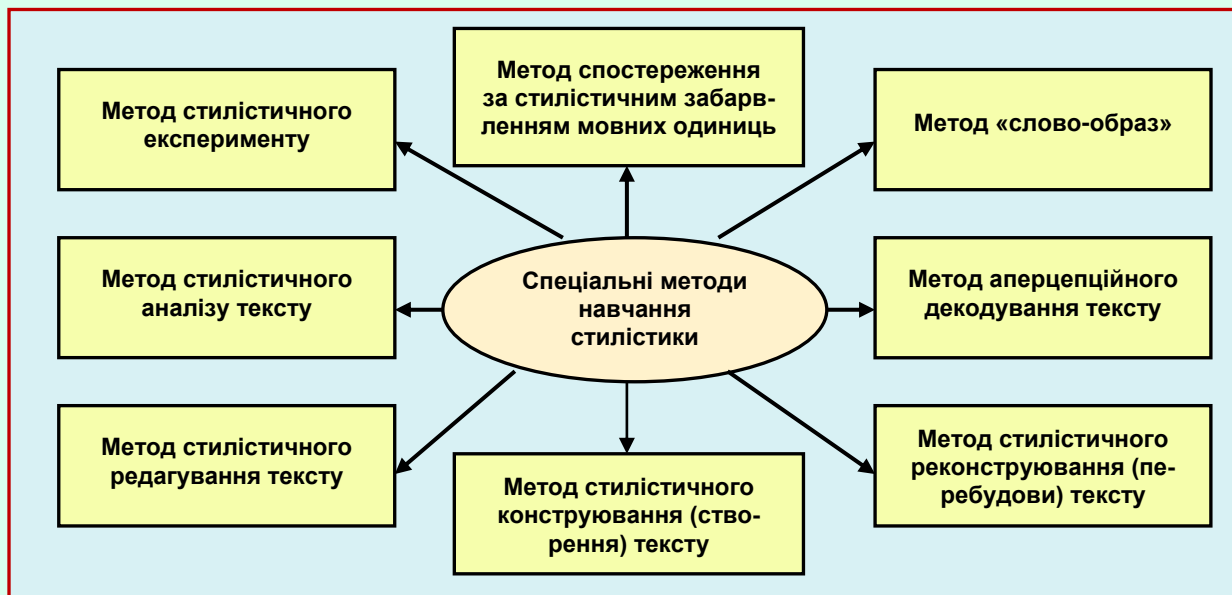 Метод стилістичного
експерименту
Метод спостереження
за стилістичним забарв-
ленням мовних одиниць
Метод «слово-образ»
Метод стилістичного
аналізу тексту
Спеціальні методи
навчання
стилістики
Метод аперцепційного
декодування тексту
Метод стилістичного
редагування тексту
Метод стилістичного
конструювання (ство-
рення) тексту
Метод стилістичного
реконструювання (пе-
ребудови) тексту